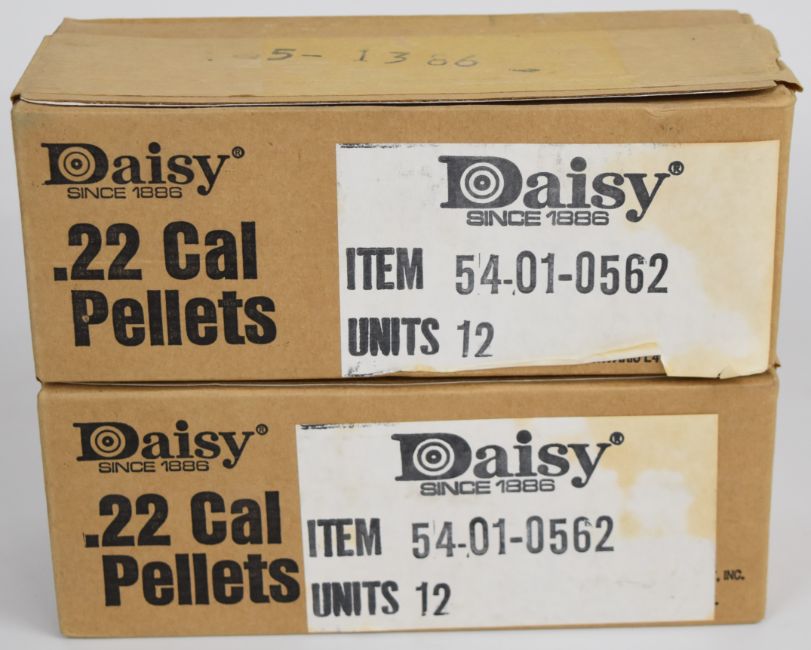 5-1386
Daisy®
SINCE 1886
.22 Cal
Pellets
Daisy®
SINCE 1886
ITEM 54-01-0562
UNITS 12
Daisy®
SINCE 1886
.22 Cal
Pellets
Daisy®
SINCE 1886
ITEM 54-01-0562
UNITS 12
, INC.